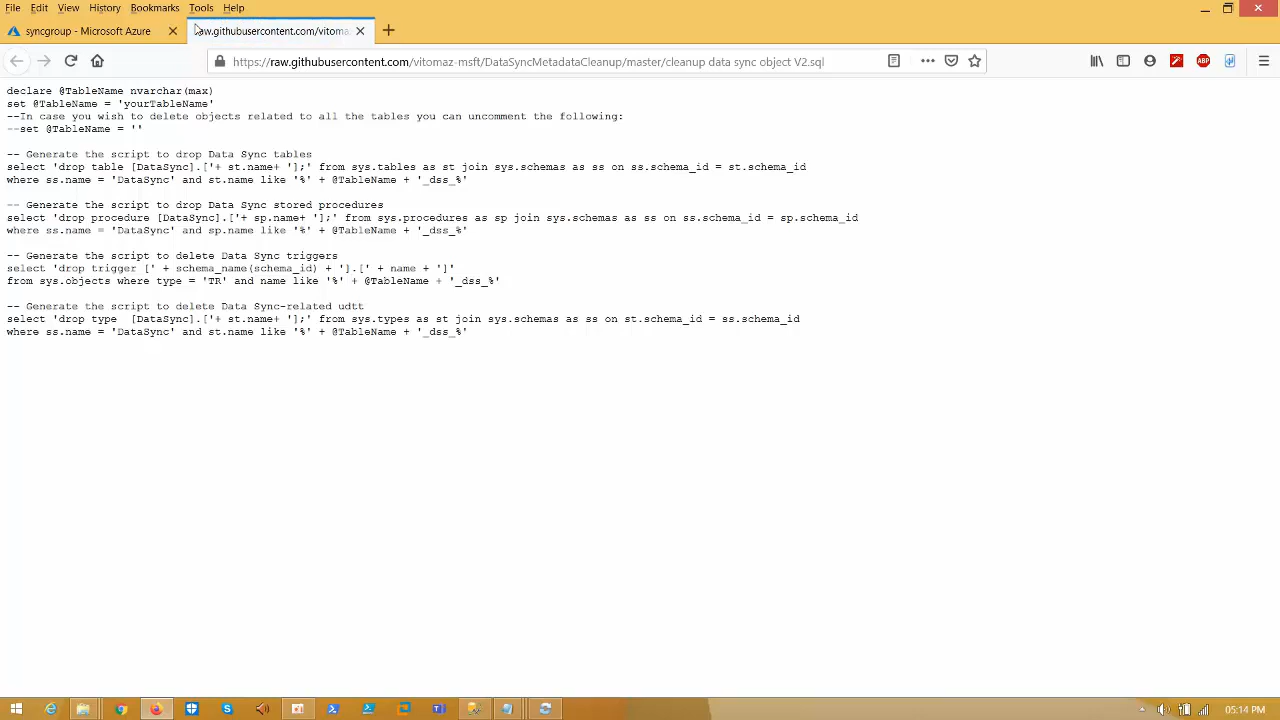 File Edit View History Bookmarks Tools Help
syncgroup - Microsoft Azure
raw.githubusercontent.com/vitoma
https://raw.githubusercontent.com/vitomaz-msft/DataSyncMetadataCleanup/master/cleanup data sync object V2.sql
ABP
declare @TableName nvarchar(max)
set @TableName = 'yourTableName'
--In case you wish to delete objects related to all the tables you can uncomment the following:
--set @TableName = ''
-- Generate the script to drop Data Sync tables
select 'drop table [DataSync].['+ st.name+ '];' from sys.tables as st join sys.schemas as ss on ss.schema_id = st.schema_id
where ss.name = 'DataSync' and st.name like '%' + @TableName + '_dss_%'
-- Generate the script to drop Data Sync stored procedures
select 'drop procedure [DataSync].['+ sp.name+ '];' from sys.procedures as sp join sys.schemas as ss on ss.schema_id = sp.schema_id
where ss.name = 'DataSync' and sp.name like '%' + @TableName + '_dss_%'
-- Generate the script to delete Data Sync triggers
select 'drop trigger [' + schema_name(schema_id) + '].[' + name + ']'
from sys.objects where type = 'TR' and name like '%' + @TableName + '_dss_%'
-- Generate the script to delete Data Sync-related udtt
select 'drop type  [DataSync].['+ st.name+ '];' from sys.types as st join sys.schemas as ss on st.schema_id = ss.schema_id
where ss.name = 'DataSync' and st.name like '%' + @TableName + '_dss_%'
05:14 PM